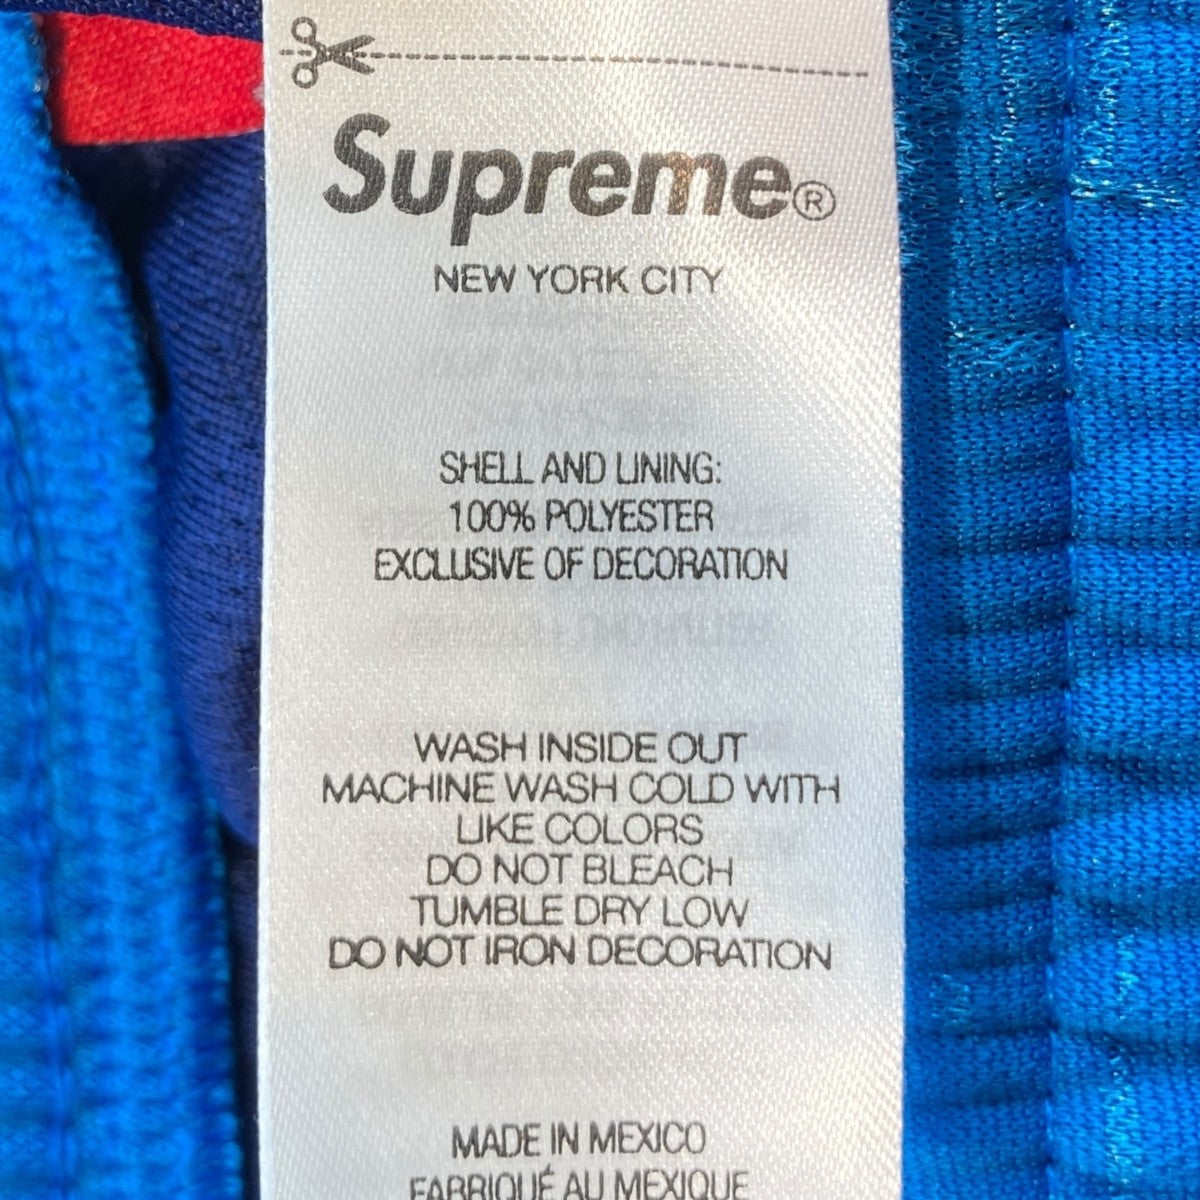 Supreme®
NEW YORK CITY
SHELL AND LINING:
100% POLYESTER
EXCLUSIVE OF DECORATION
WASH INSIDE OUT
MACHINE WASH COLD WITH
LIKE COLORS
DO NOT BLEACH
TUMBLE DRY LOW
DO NOT IRON DECORATION
MADE IN MEXICO
FABRIQUÉ AU MEXIQUE